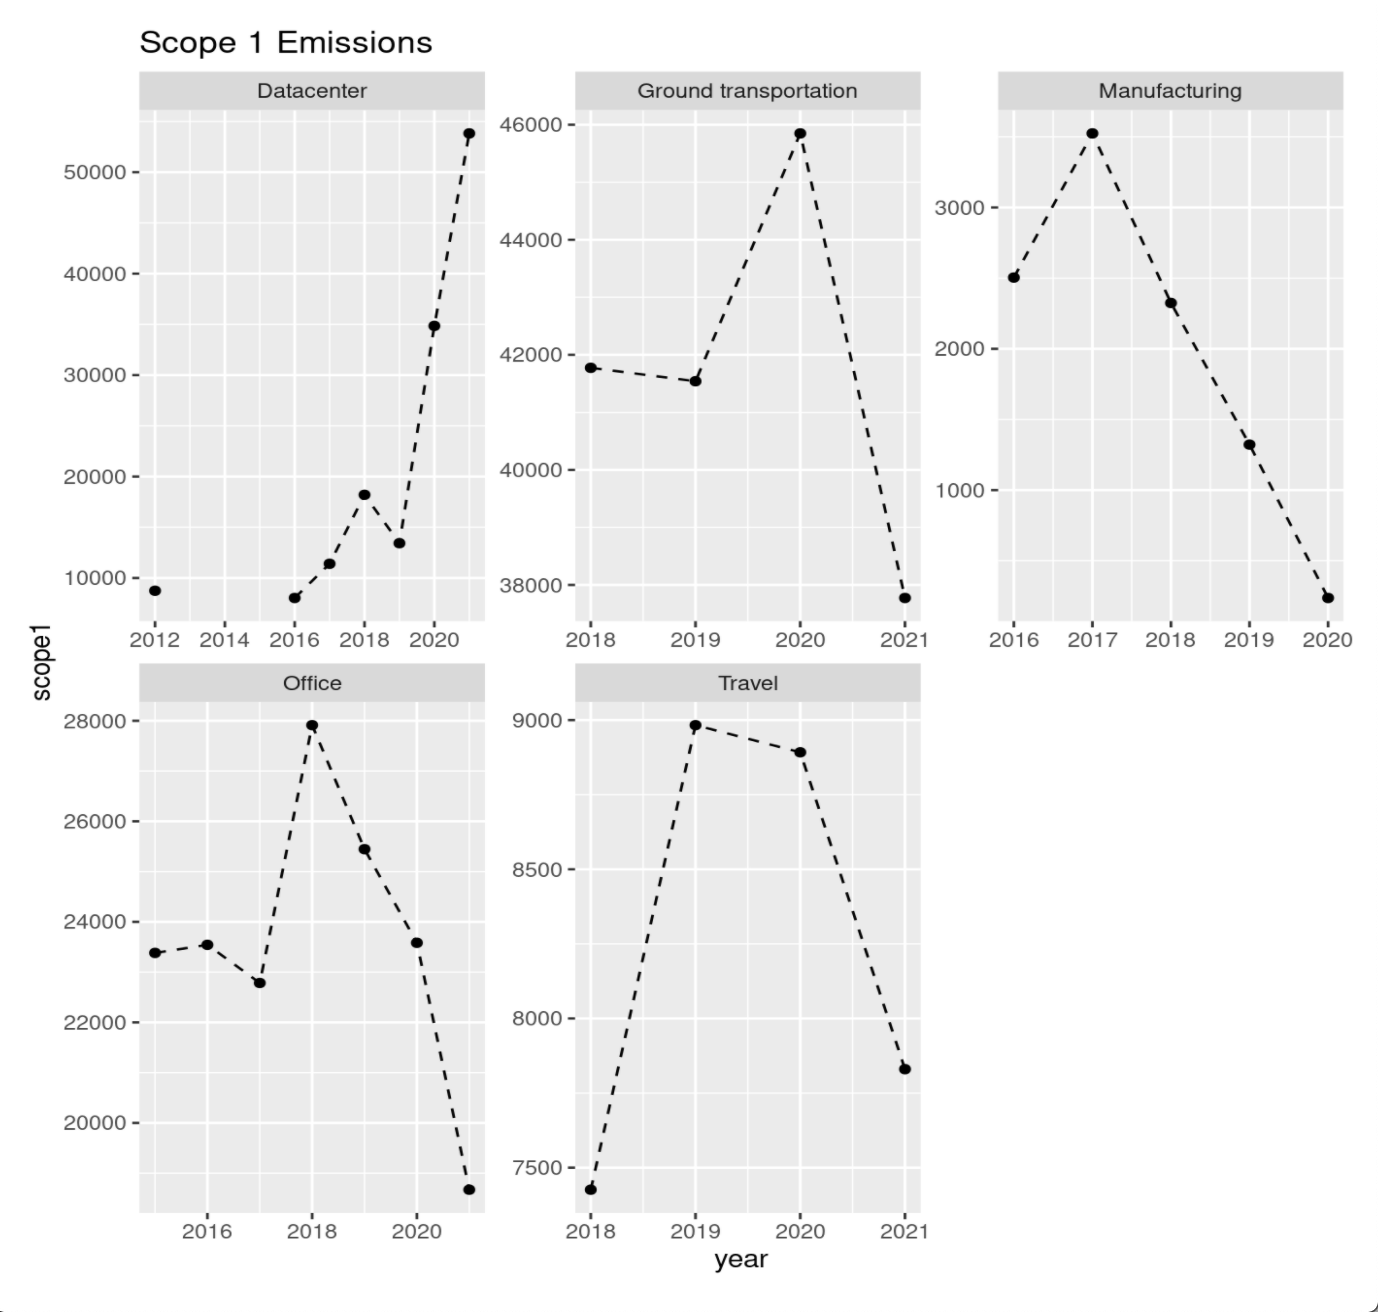 Scope 1 Emissions
Datacenter
Ground transportation
Manufacturing
50000
40000
30000
20000
10000
2012 2014 2016 2018 2020
46000
44000
42000
40000
38000
2018 2019 2020 2021
3000
2000
1000
2016 2017 2018 2019 2020
scope1
Office
Travel
28000
26000
24000
22000
20000
2016 2018 2020
9000
8500
8000
7500
2018 2019 2020 2021
year